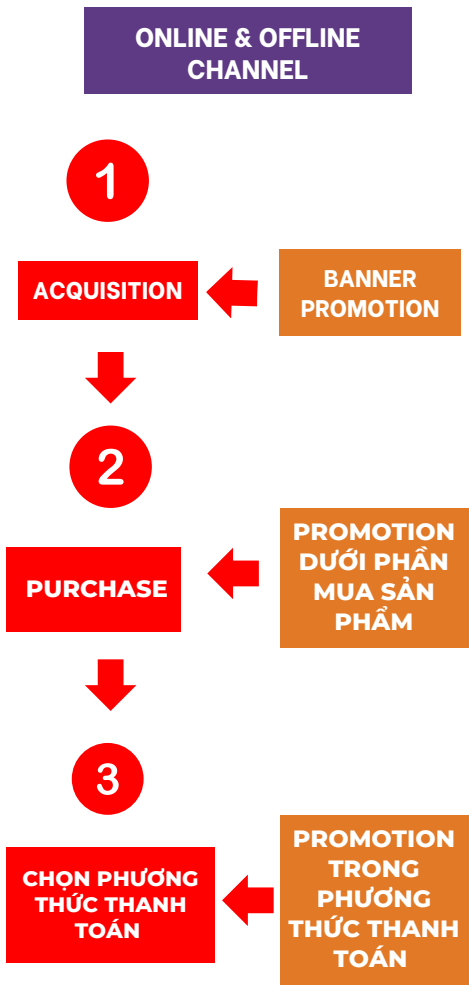 ONLINE & OFFLINE
CHANNEL
1
ACQUISITION
BANNER
PROMOTION
2
PURCHASE
PROMOTION
DƯỚI PHẦN
MUA SẢN
PHẨM
3
CHỌN PHƯƠNG
THỨC THANH
TOÁN
PROMOTION
TRONG
PHƯƠNG
THỨC THANH
TOÁN